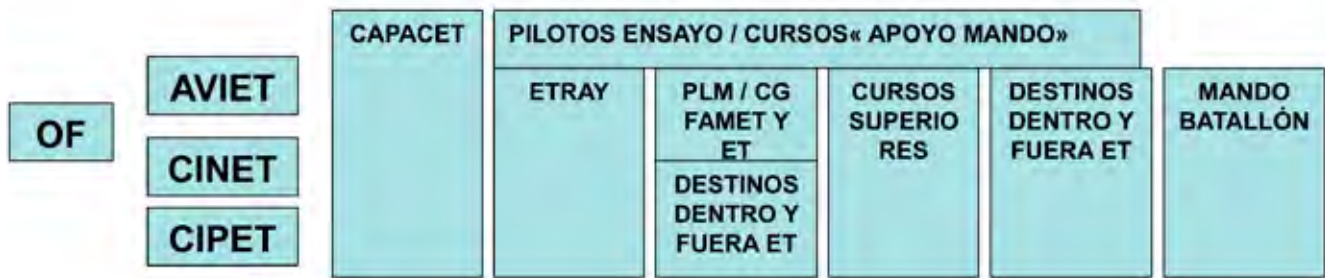 OF
AVIET
CINET
CIPET
CAPACET
PILOTOS ENSAYO / CURSOS« APOYO MANDO»
ETRAY
PLM / CG
FAMET Y
ET
DESTINOS
DENTRO Y
FUERA ET
CURSOS
SUPERIO
RES
DESTINOS
DENTRO Y
FUERA ET
MANDO
BATALLÓN